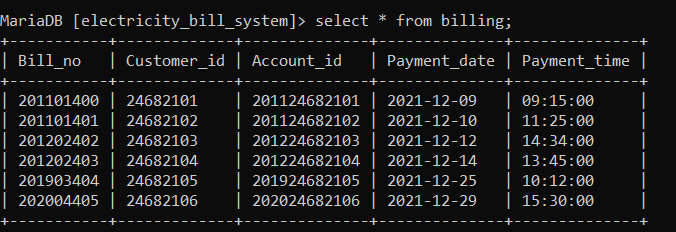 MariaDB [electricity_bill_system]> select * from billing;
+-----------+-------------+--------------+--------------+--------------+
| Bill_no | Customer_id | Account_id | Payment_date | Payment_time |
+-----------+-------------+--------------+--------------+--------------+
| 201101400 | 24682101 | 201124682101 | 2021-12-09 | 09:15:00 |
| 201101401 | 24682102 | 201124682102 | 2021-12-10 | 11:25:00 |
| 201202402 | 24682103 | 201224682103 | 2021-12-12 | 14:34:00 |
| 201202403 | 24682104 | 201224682104 | 2021-12-14 | 13:45:00 |
| 201903404 | 24682105 | 201924682105 | 2021-12-25 | 10:12:00 |
| 202004405 | 24682106 | 202024682106 | 2021-12-29 | 15:30:00 |
+-----------+-------------+--------------+--------------+--------------+